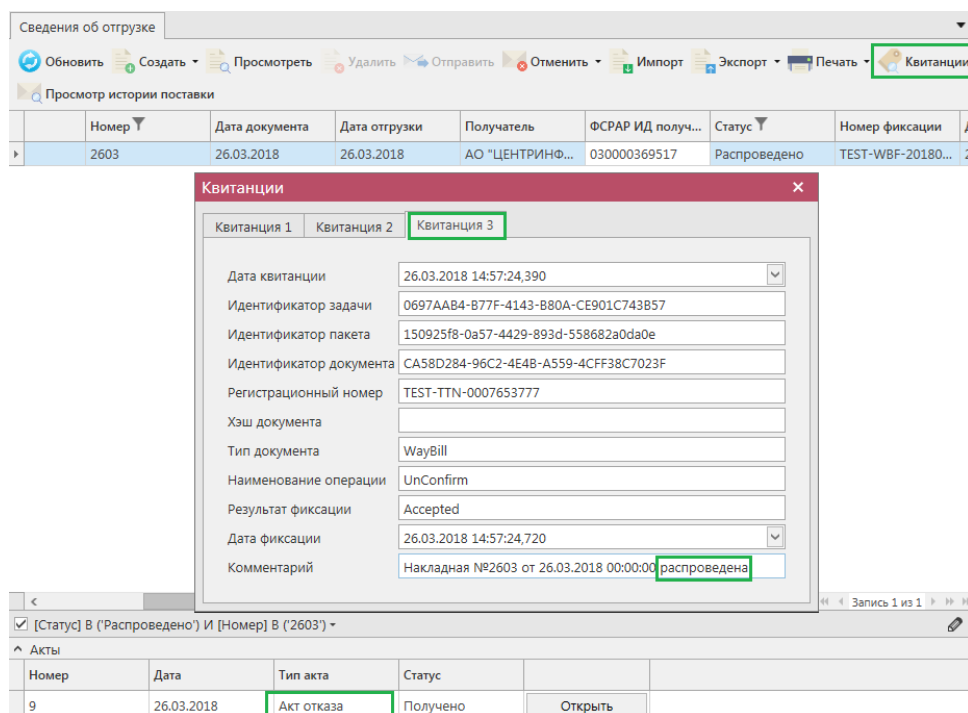 Сведения об отгрузке
Обновить Создать Просмотреть Удалить Отправить Отменить Импорт Экспорт Печать Квитанции
Просмотр истории поставки
Номер Дата документа Дата отгрузки Получатель ФСРАР ИД получ... Статус Номер фиксации
2603 26.03.2018 26.03.2018 АО "ЦЕНТРИНФ... 030000369517 Распроведено TEST-WBF-20180...
Квитанции
Квитанция 1 Квитанция 2 Квитанция 3
Дата квитанции 26.03.2018 14:57:24,390
Идентификатор задачи 0697AAB4-B77F-4143-B80A-CE901C743B57
Идентификатор пакета 150925f8-0a57-4429-893d-558682a0da0e
Идентификатор документа CA58D284-96C2-4E4B-A559-4CFF38C7023F
Регистрационный номер TEST-TTN-0007653777
Хэш документа
Тип документа WayBill
Наименование операции UnConfirm
Результат фиксации Accepted
Дата фиксации 26.03.2018 14:57:24,720
Комментарий Накладная №2603 от 26.03.2018 00:00:00 распроведена
Запись 1 из 1
[Статус] В ('Распроведено') И [Номер] В ('2603')
Акты
Номер Дата Тип акта Статус
9 26.03.2018 Акт отказа Получено Открыть